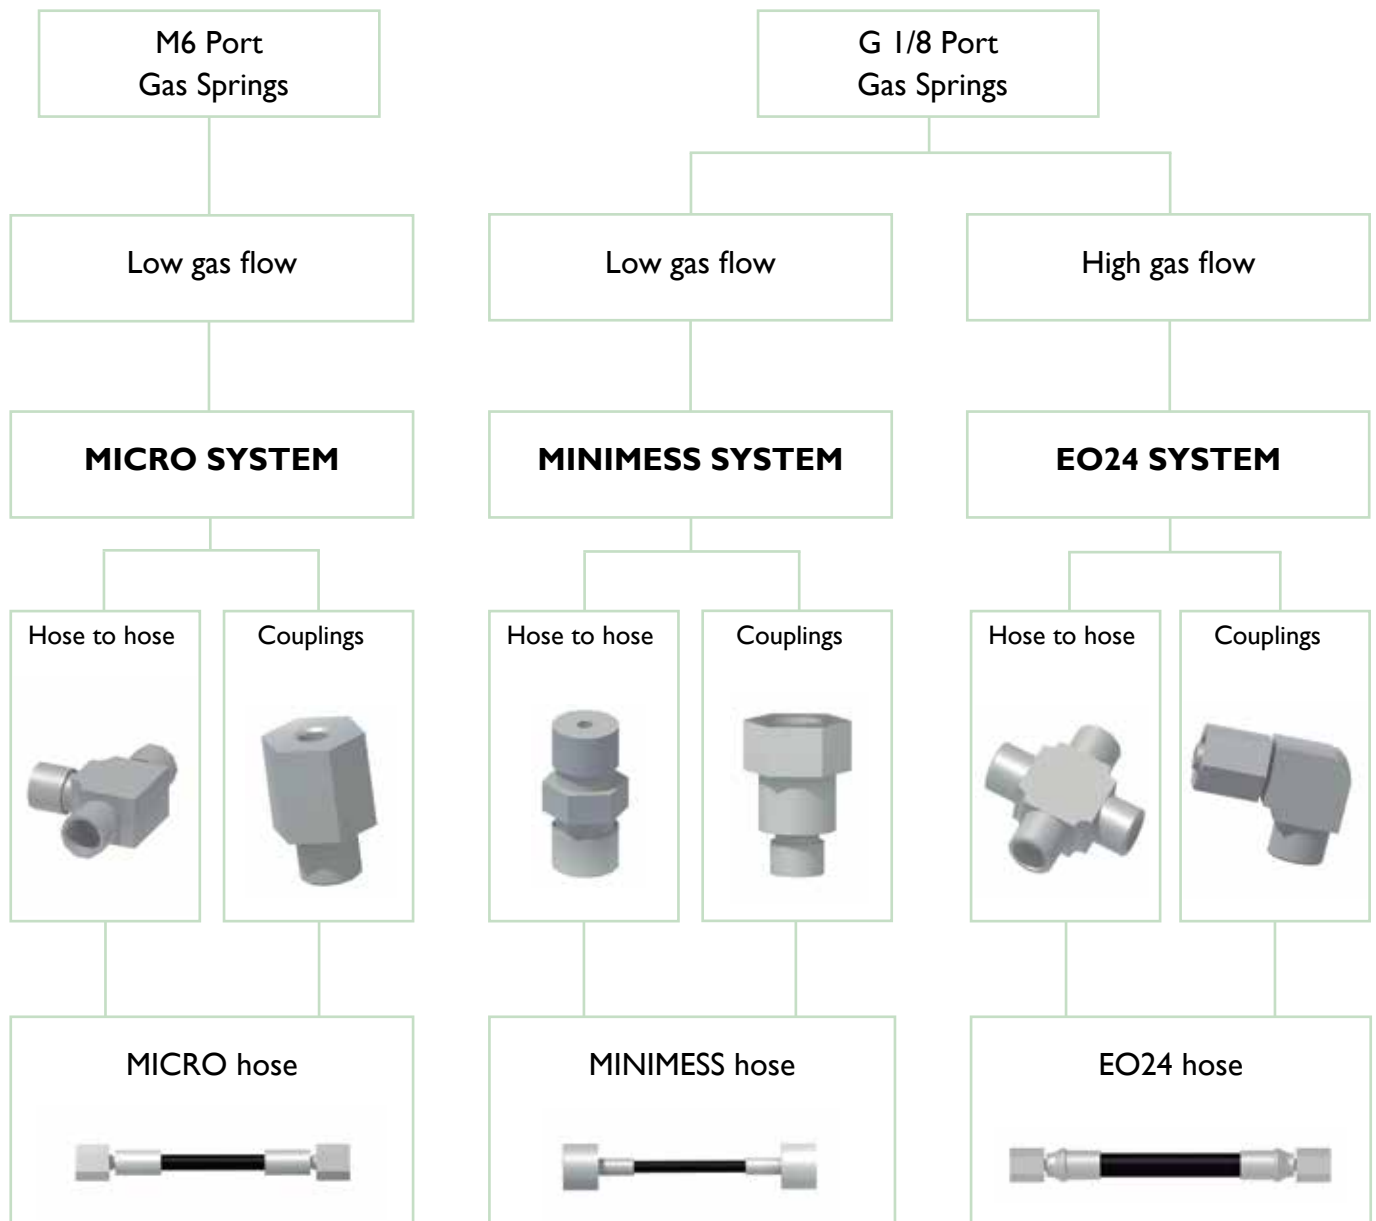 M6 Port
Gas Springs
G 1/8 Port
Gas Springs
Low gas flow
Low gas flow
High gas flow
MICRO SYSTEM
MINIMESS SYSTEM
EO24 SYSTEM
Hose to hose
Couplings
Hose to hose
Couplings
Hose to hose
Couplings
MICRO hose
MINIMESS hose
EO24 hose